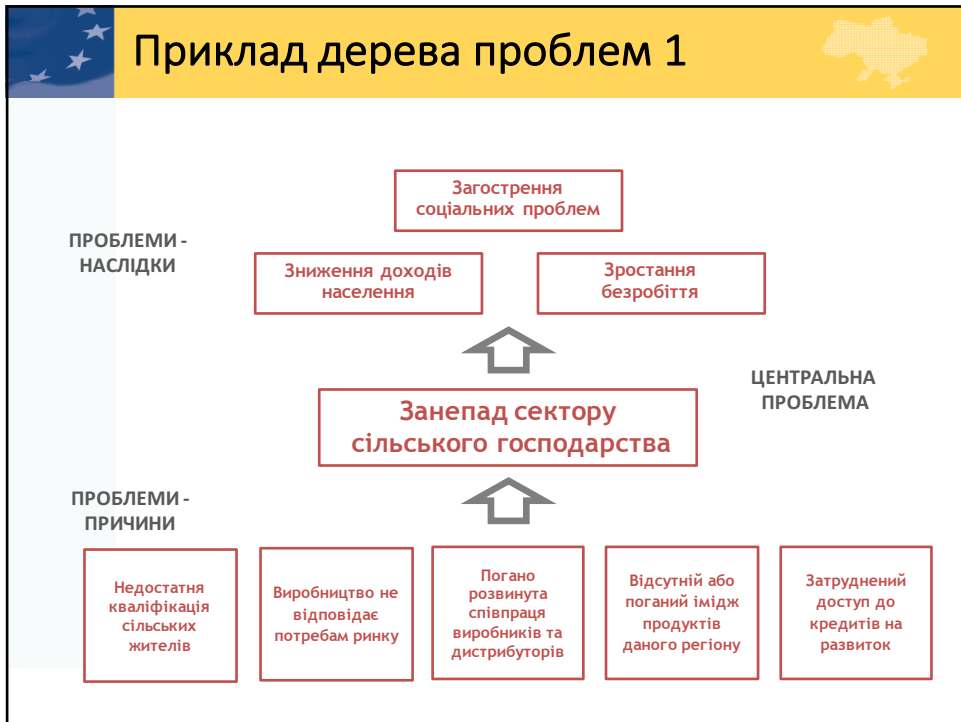 Приклад дерева проблем 1
Загострення
соціальних проблем
ПРОБЛЕМИ -
НАСЛІДКИ
Зниження доходів
населення
Зростання
безробіття
ЦЕНТРАЛЬНА
ПРОБЛЕМА
Занепад сектору
сільського господарства
ПРОБЛЕМИ -
ПРИЧИНИ
Недостатня
кваліфікація
сільських
жителів
Виробництво не
відповідає
потребам ринку
Погано
розвинута
співпраця
виробників та
дистрибуторів
Відсутній або
поганий імідж
продуктів
даного регіону
Затруднений
доступ до
кредитів на
развиток